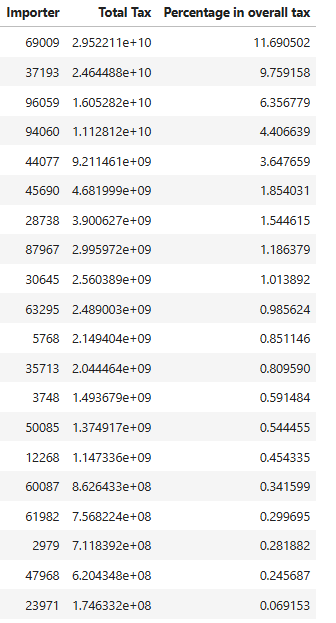 Importer Total Tax Percentage in overall tax
69009 2.952211e+10 11.690502
37193 2.464488e+10 9.759158
96059 1.605282e+10 6.356779
94060 1.112812e+10 4.406639
44077 9.211461e+09 3.647659
45690 4.681999e+09 1.854031
28738 3.900627e+09 1.544615
87967 2.995972e+09 1.186379
30645 2.560389e+09 1.013892
63295 2.489003e+09 0.985624
5768 2.149404e+09 0.851146
35713 2.044464e+09 0.809590
3748 1.493679e+09 0.591484
50085 1.374917e+09 0.544455
12268 1.147336e+09 0.454335
60087 8.626433e+08 0.341599
61982 7.568224e+08 0.299695
2979 7.118392e+08 0.281882
47968 6.204348e+08 0.245687
23971 1.746332e+08 0.069153